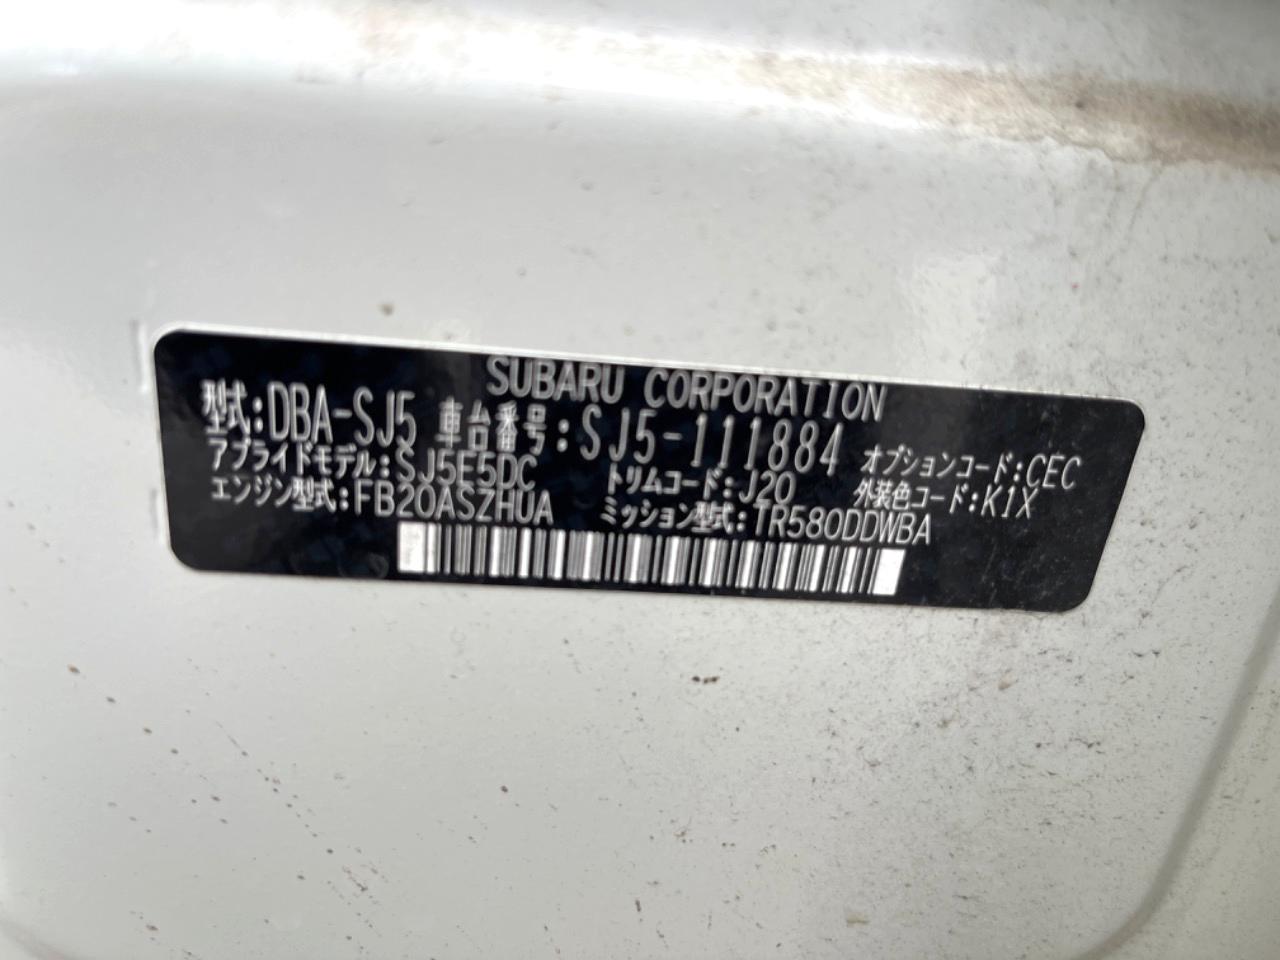 SUBARU CORPORATION
型式:DBA-SJ5 車台番号:SJ5-111884
アプライドモデル:SJ5E5DC トリムコード:J20 オプションコード:CEC
エンジン型式:FB20ASZHUA ミッション型式:TR580DDWBA 外装色コード:K1X